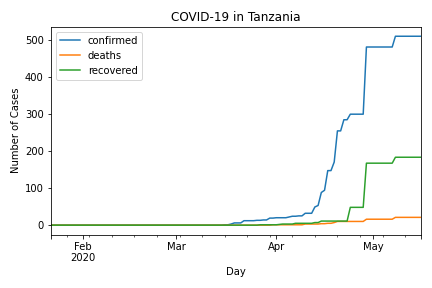 COVID-19 in Tanzania
confirmed
deaths
recovered
Number of Cases
500
400
300
200
100
0
Feb
2020
Mar
Apr
May
Day